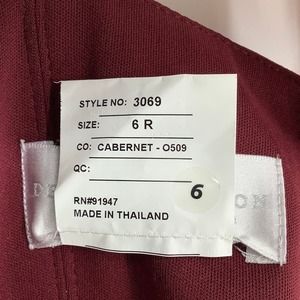 STYLE NO: 3069
SIZE: 6 R
CO: CABERNET - O509
QC:
6
RN#91947
MADE IN THAILAND